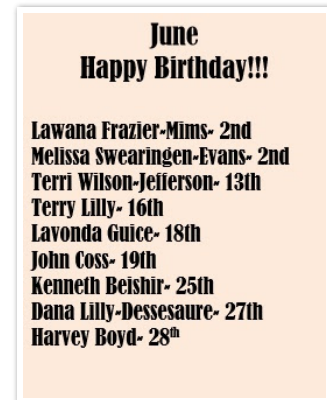 June
Happy Birthday!!!
Lawana Frazier-Mims- 2nd
Melissa Swearingen-Evans- 2nd
Terri Wilson-Jefferson- 13th
Terry Lilly- 16th
Lavonda Guice- 18th
John Coss- 19th
Kenneth Beishir- 25th
Dana Lilly-Dessesaure- 27th
Harvey Boyd- 28th